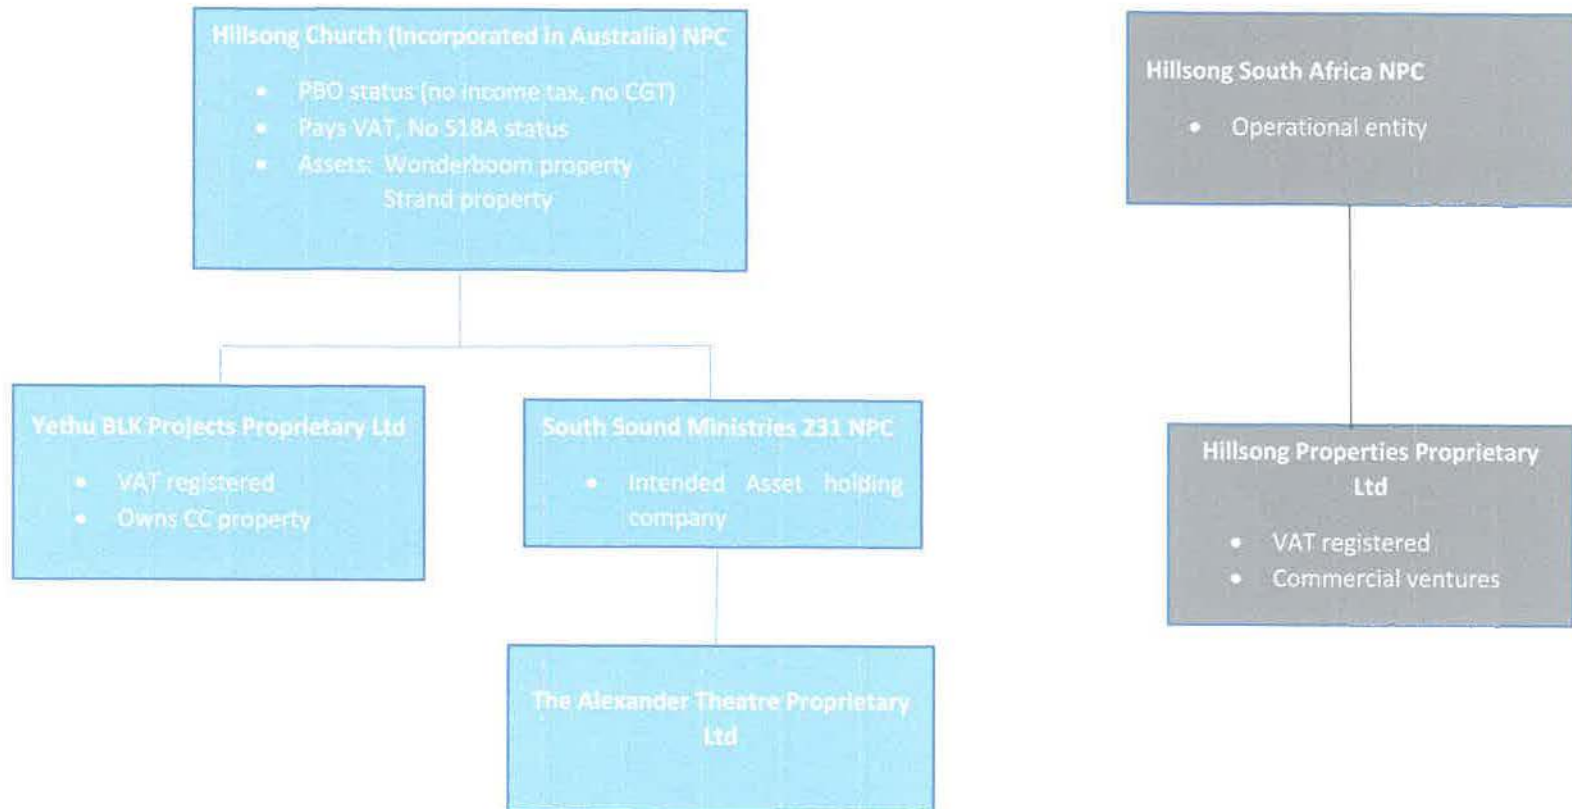 Hillsong Church (Incorporated in Australia) NPC
• PBO status (no income tax, no CGT)
• Pays VAT, No S18A status
• Assets: Wonderboom property
Strand property
Hillsong South Africa NPC
• Operational entity
Yethu BLK Projects Proprietary Ltd
• VAT registered
• Owns CC property
South Sound Ministries 231 NPC
• Intended Asset holding
company
Hillsong Properties Proprietary
Ltd
• VAT registered
• Commercial ventures
The Alexander Theatre Proprietary
Ltd